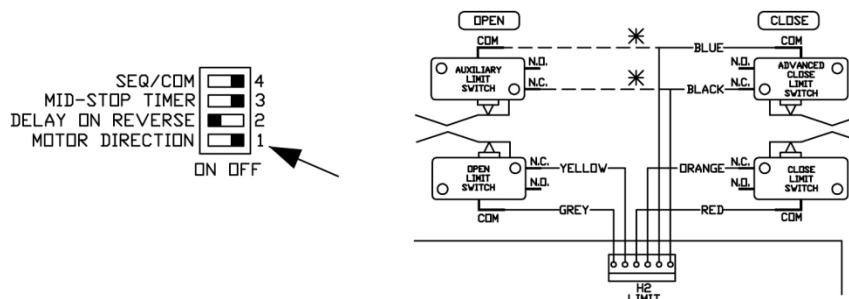 SEQ/COM 4
MID-STOP TIMER 3
DELAY ON REVERSE 2
MOTOR DIRECTION 1
ON OFF
OPEN
COM
AUXILIARY
LIMIT
SWITCH
N.O.
N.C.
CLOSE
COM
ADVANCED
CLOSE LIMIT
SWITCH
N.O.
N.C.
BLUE
BLACK
OPEN
LIMIT
SWITCH
N.C.
N.O.
COM
YELLOW
GREY
CLOSE
LIMIT
SWITCH
N.C.
N.O.
COM
ORANGE
RED
H2
LIMIT